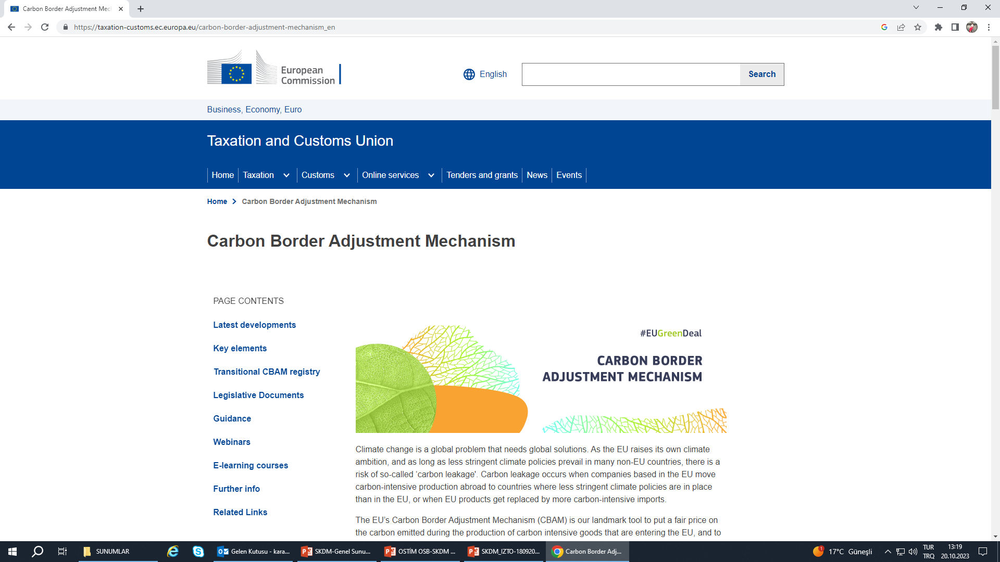 Carbon Border Adjustment Mec
https://taxation-customs.ec.europa.eu/carbon-border-adjustment-mechanism_en
European
Commission
English
Search
Business, Economy, Euro
Taxation and Customs Union
Home
Taxation
Customs
Online services
Tenders and grants
News
Events
Home
Carbon Border Adjustment Mechanism
Carbon Border Adjustment Mechanism
PAGE CONTENTS
Latest developments
Key elements
Transitional CBAM registry
Legislative Documents
Guidance
Webinars
E-learning courses
Further info
Related Links
#EUGreenDeal
CARBON BORDER
ADJUSTMENT MECHANISM
Climate change is a global problem that needs global solutions. As the EU raises its own climate
ambition, and as long as less stringent climate policies prevail in many non-EU countries, there is a
risk of so-called ‘carbon leakage'. Carbon leakage occurs when companies based in the EU move
carbon-intensive production abroad to countries where less stringent climate policies are in place
than in the EU, or when EU products get replaced by more carbon-intensive imports.
The EU’s Carbon Border Adjustment Mechanism (CBAM) is our landmark tool to put a fair price on
the carbon emitted during the production of carbon intensive goods that are entering the EU, and to
SUNUMLAR
Gelen Kutusu - kara...
SKDM-Genel Sunu...
OSTİM OSB-SKDM ...
SKDM_IZTO-180920...
Carbon Border Adj...
1
17°C Güneşli
TUR
TRQ
13:19
20.10.2023